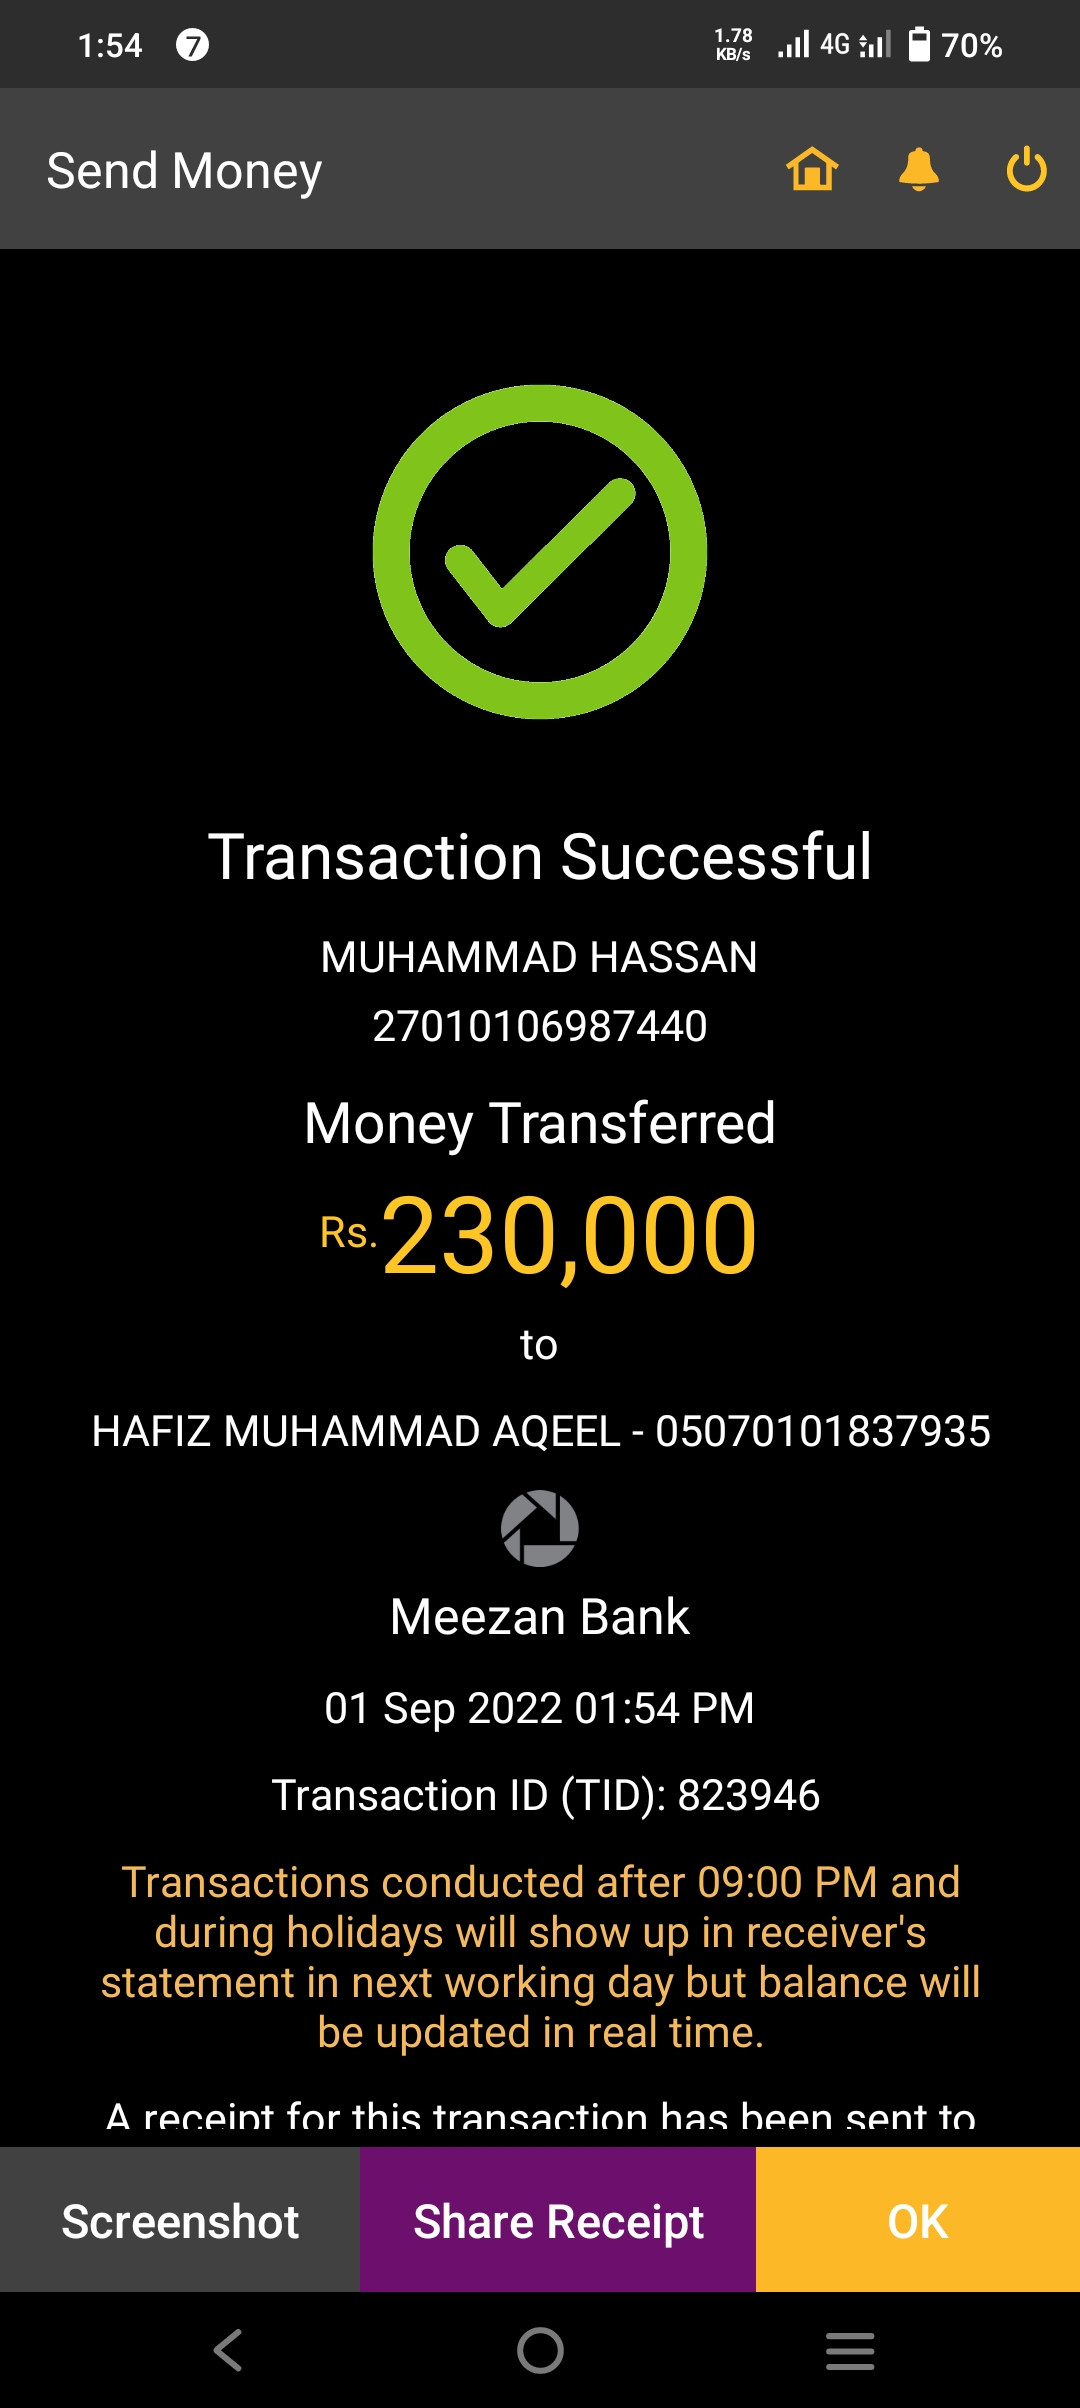 1:54 7 1.78 KB/s 4G 70%
Send Money
Transaction Successful
MUHAMMAD HASSAN
27010106987440
Money Transferred
Rs.230,000
to
HAFIZ MUHAMMAD AQEEL - 05070101837935
Meezan Bank
01 Sep 2022 01:54 PM
Transaction ID (TID): 823946
Transactions conducted after 09:00 PM and
during holidays will show up in receiver's
statement in next working day but balance will
be updated in real time.
A receipt for this transaction has been sent to
Screenshot Share Receipt OK